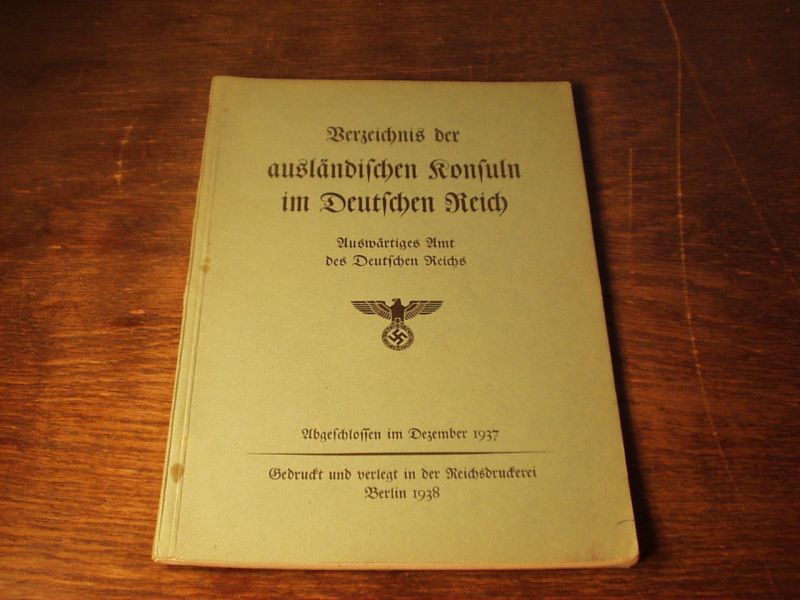 Verzeichnis der
ausländischen Konsuln
im Deutschen Reich
Auswärtiges Amt
des Deutschen Reichs
Abgeschlossen im Dezember 1937
Gedruckt und verlegt in der Reichsdruckerei
Berlin 1938